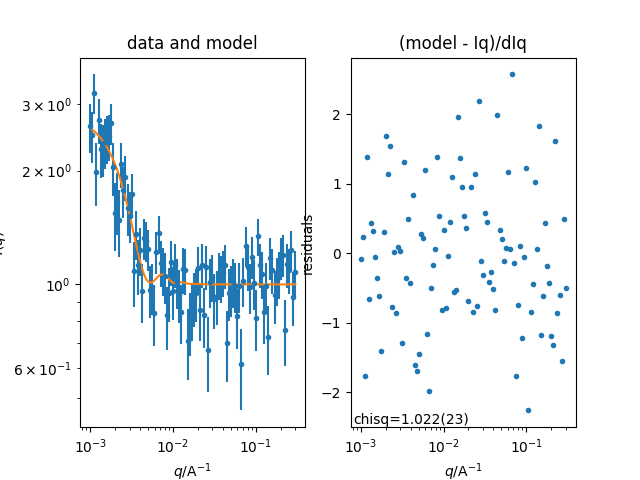 data and model
(model - Iq)/dIq
3 × 10⁰
2 × 10⁰
10⁰
6 × 10⁻¹
2
1
0
−1
−2
residuals
chisq=1.022(23)
10⁻³ 10⁻² 10⁻¹
10⁻³ 10⁻² 10⁻¹
q/A⁻¹
q/A⁻¹